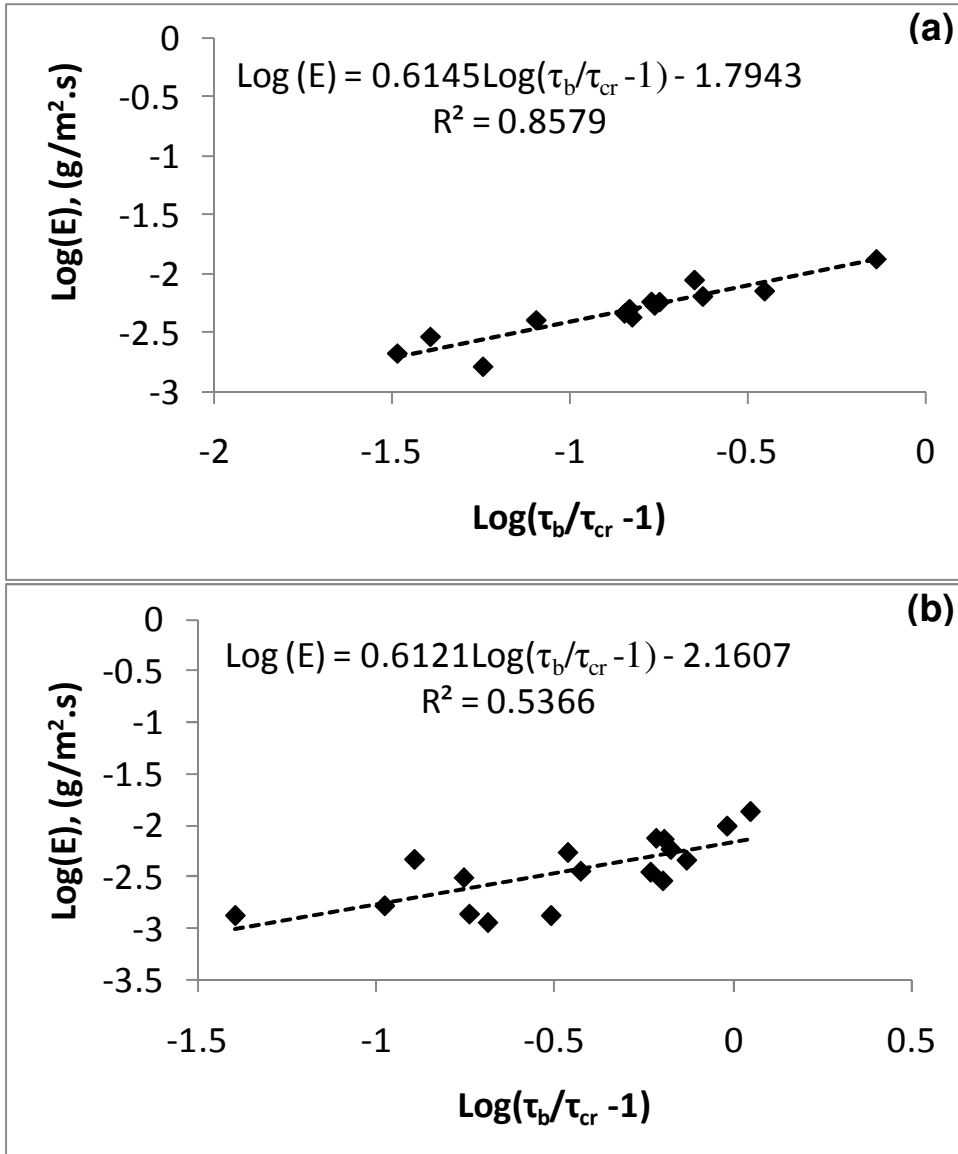 (a)
Log (E) = 0.6145Log(τb/τcr -1) - 1.7943
R² = 0.8579
0
-0.5
-1
-1.5
-2
-2.5
-3
Log(E), (g/m².s)
-2 -1.5 -1 -0.5 0
Log(τb/τcr -1)
(b)
Log (E) = 0.6121Log(τb/τcr -1) - 2.1607
R² = 0.5366
0
-0.5
-1
-1.5
-2
-2.5
-3
-3.5
Log(E), (g/m².s)
-1.5 -1 -0.5 0 0.5
Log(τb/τcr -1)